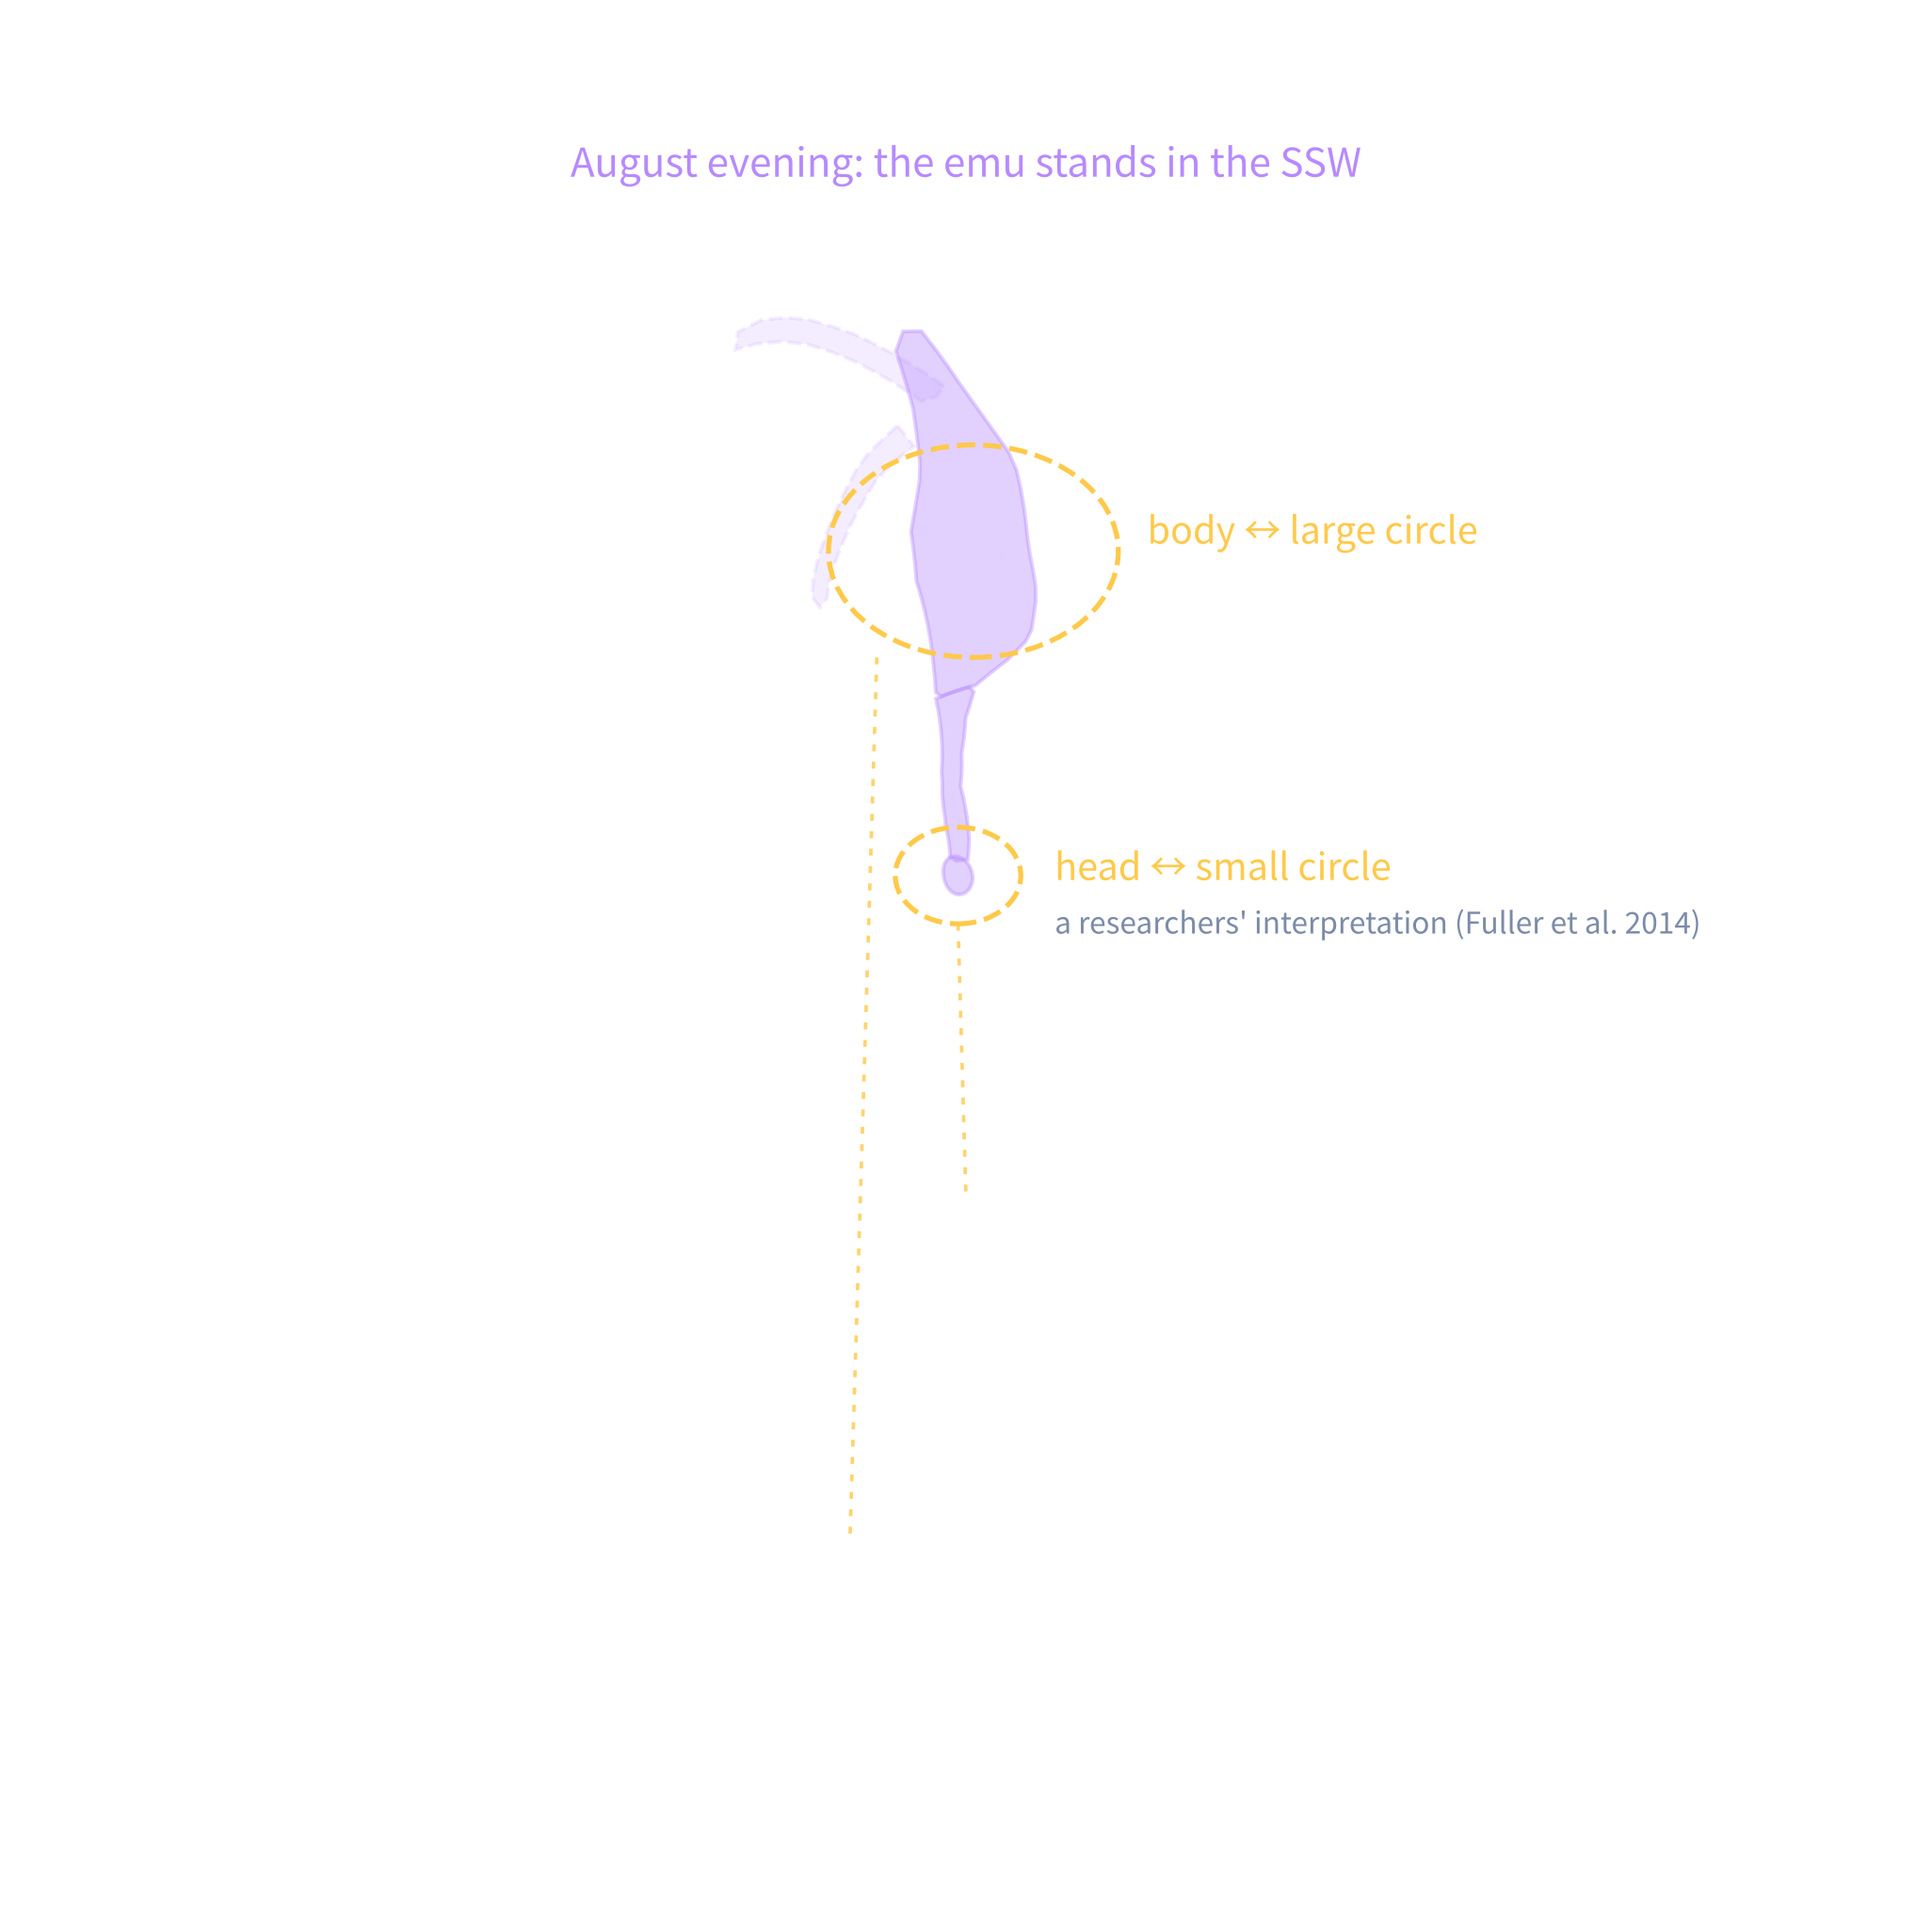 August evening: the emu stands in the SSW
body ↔ large circle
head ↔ small circle
a researchers' interpretation (Fuller et al. 2014)